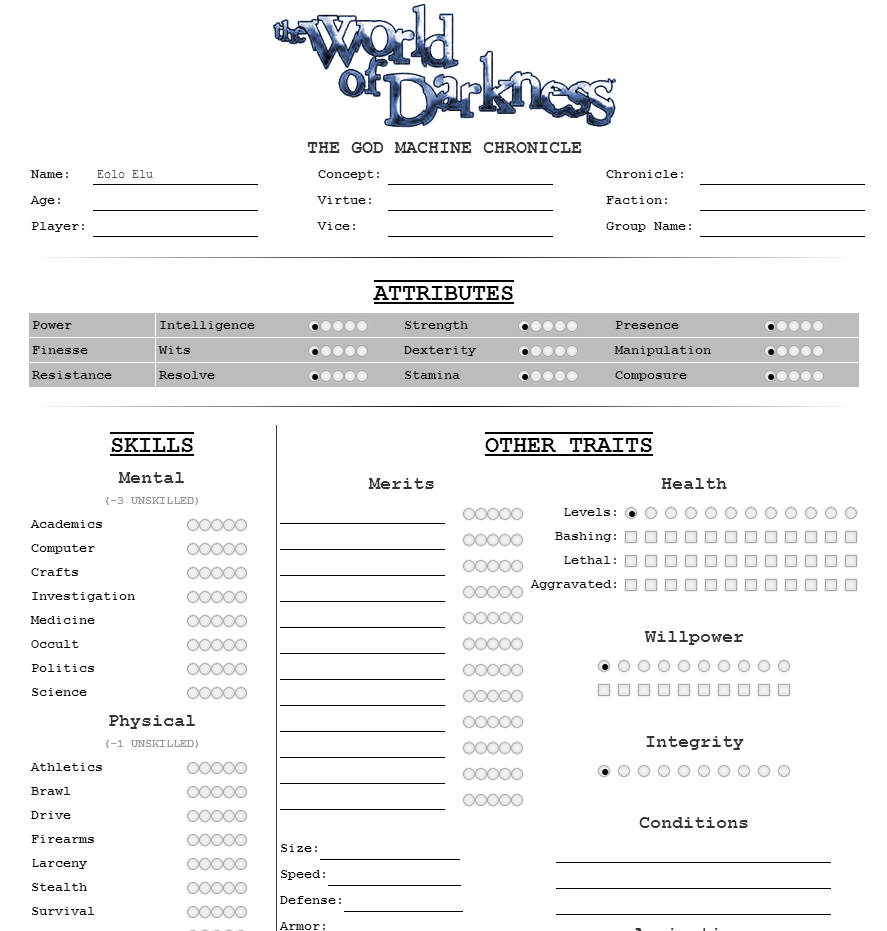 the World
of Darkness
THE GOD MACHINE CHRONICLE
Name: Eolo Elu Concept: Chronicle:
Age: Virtue: Faction:
Player: Vice: Group Name:
ATTRIBUTES
Power Intelligence Strength Presence
Finesse Wits Dexterity Manipulation
Resistance Resolve Stamina Composure
SKILLS
Mental
(-3 UNSKILLED)
Academics
Computer
Crafts
Investigation
Medicine
Occult
Politics
Science
Physical
(-1 UNSKILLED)
Athletics
Brawl
Drive
Firearms
Larceny
Stealth
Survival
OTHER TRAITS
Merits
Size:
Speed:
Defense:
Armor:
Health
Levels:
Bashing:
Lethal:
Aggravated:
Willpower
Integrity
Conditions